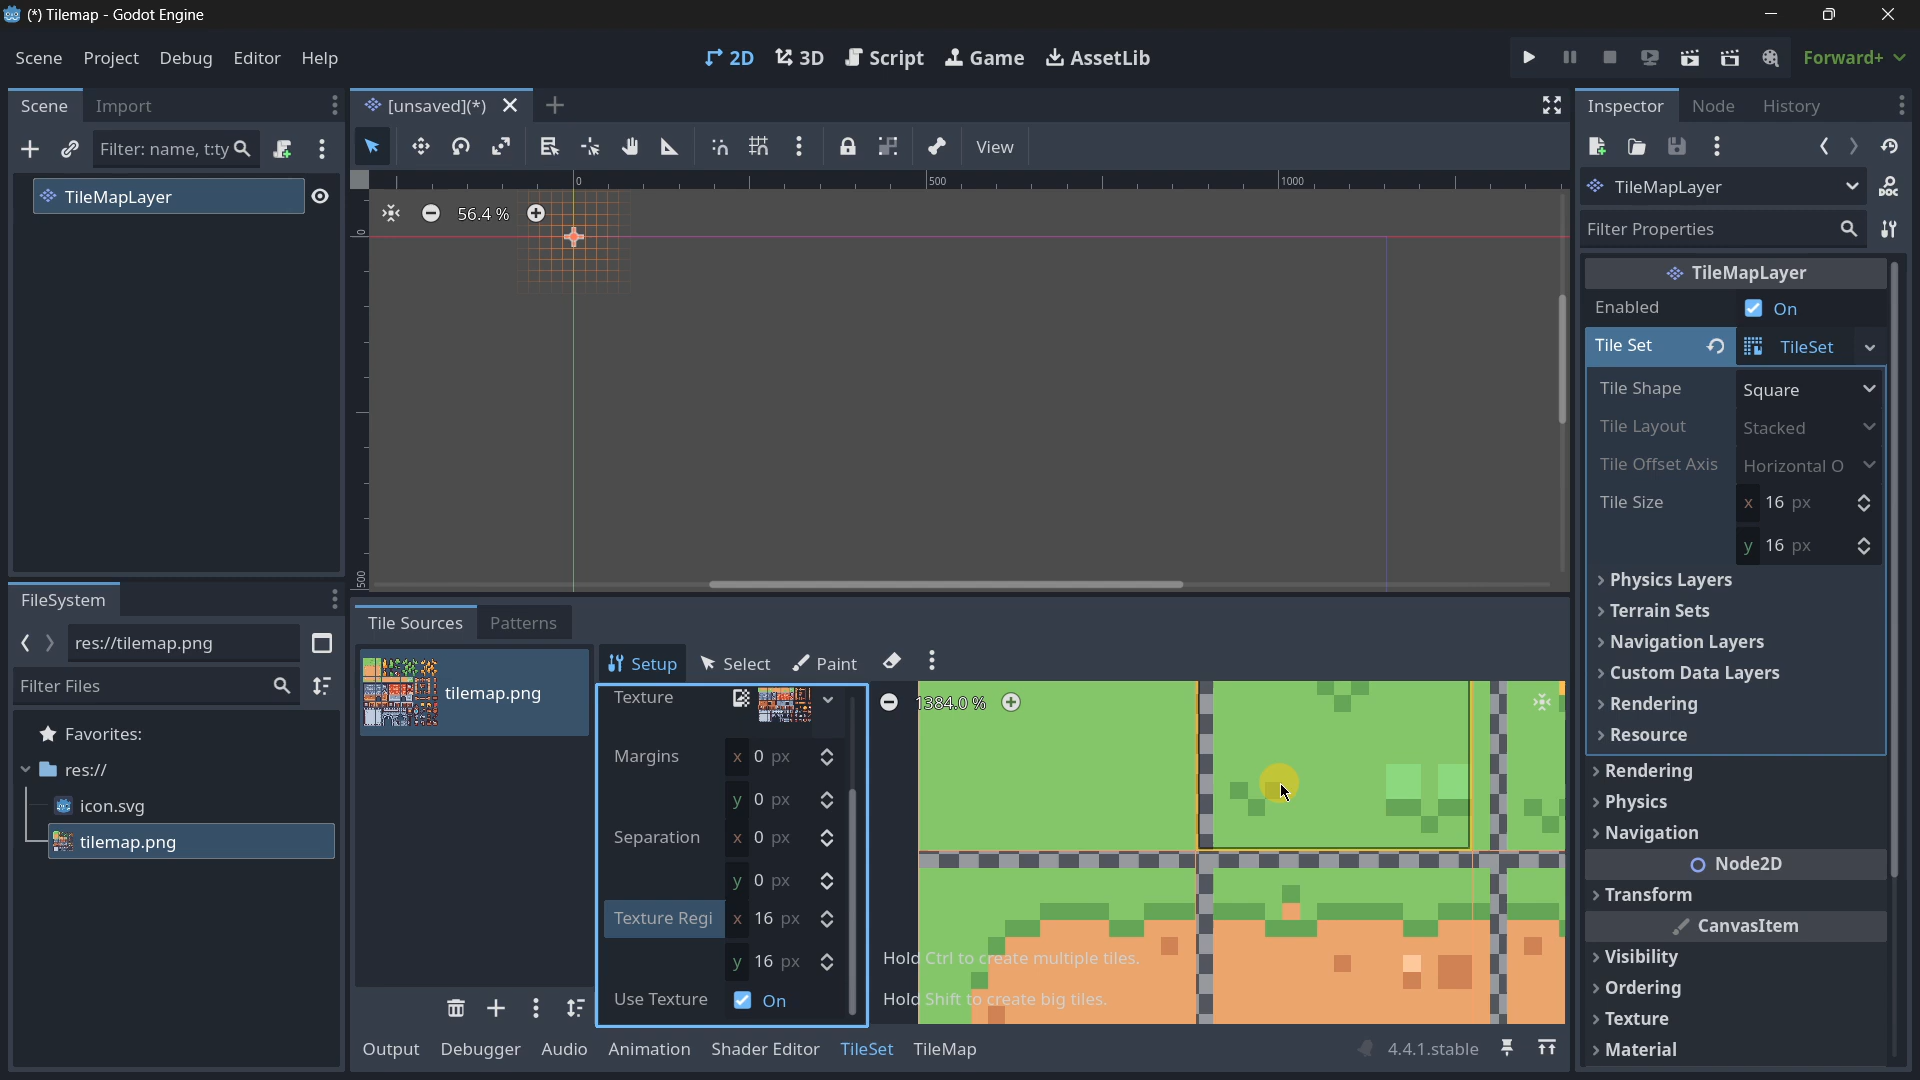 (*) Tilemap - Godot Engine
Scene Project Debug Editor Help
2D 3D Script Game AssetLib
Forward+
Scene Import
[unsaved](*)
Inspector Node History
Filter: name, t:ty
View
TileMapLayer
TileMapLayer
DOC
0 500 1000
56.4 %
0
500
Filter Properties
TileMapLayer
Enabled On
Tile Set TileSet
Tile Shape Square
Tile Layout Stacked
Tile Offset Axis Horizontal O
Tile Size x 16 px
y 16 px
Physics Layers
Terrain Sets
Navigation Layers
Custom Data Layers
Rendering
Resource
Rendering
Physics
Navigation
Node2D
Transform
CanvasItem
Visibility
Ordering
Texture
Material
FileSystem
res://tilemap.png
Filter Files
Favorites:
res://
icon.svg
tilemap.png
Tile Sources Patterns
tilemap.png
Setup Select Paint
Texture
Margins x 0 px
y 0 px
Separation x 0 px
y 0 px
Texture Regi x 16 px
y 16 px
Use Texture On
1384.0 %
Hold Ctrl to create multiple tiles.
Hold Shift to create big tiles.
Output Debugger Audio Animation Shader Editor TileSet TileMap
4.4.1.stable